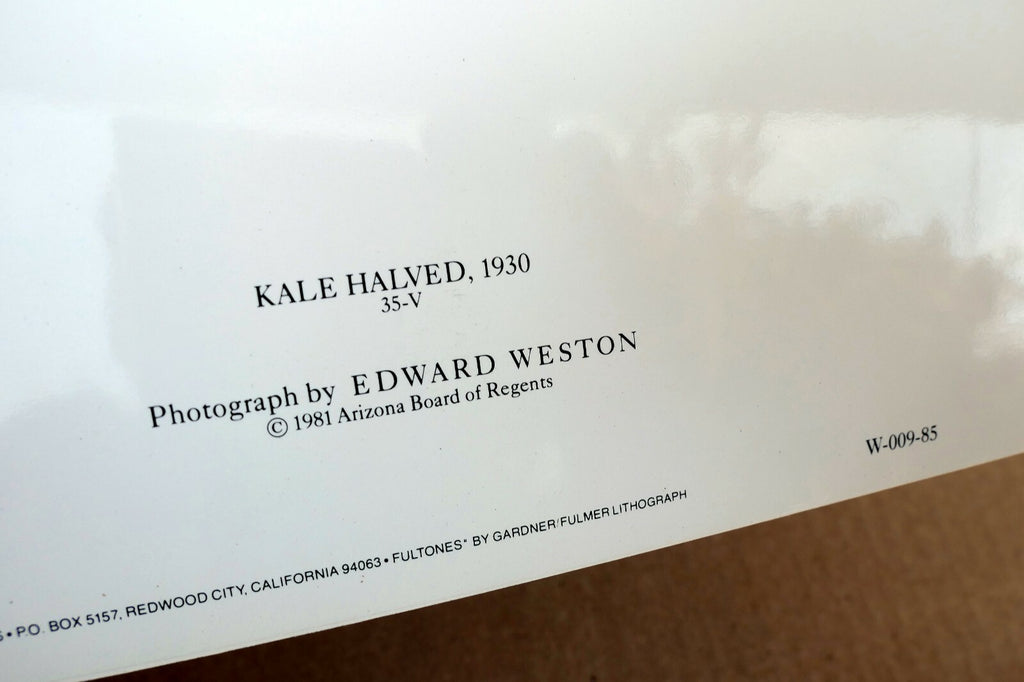 KALE HALVED, 1930
35-V
Photograph by EDWARD WESTON
© 1981 Arizona Board of Regents
W-009-85
• P.O. BOX 5157, REDWOOD CITY, CALIFORNIA 94063 • FULTONES* BY GARDNER/FULMER LITHOGRAPH